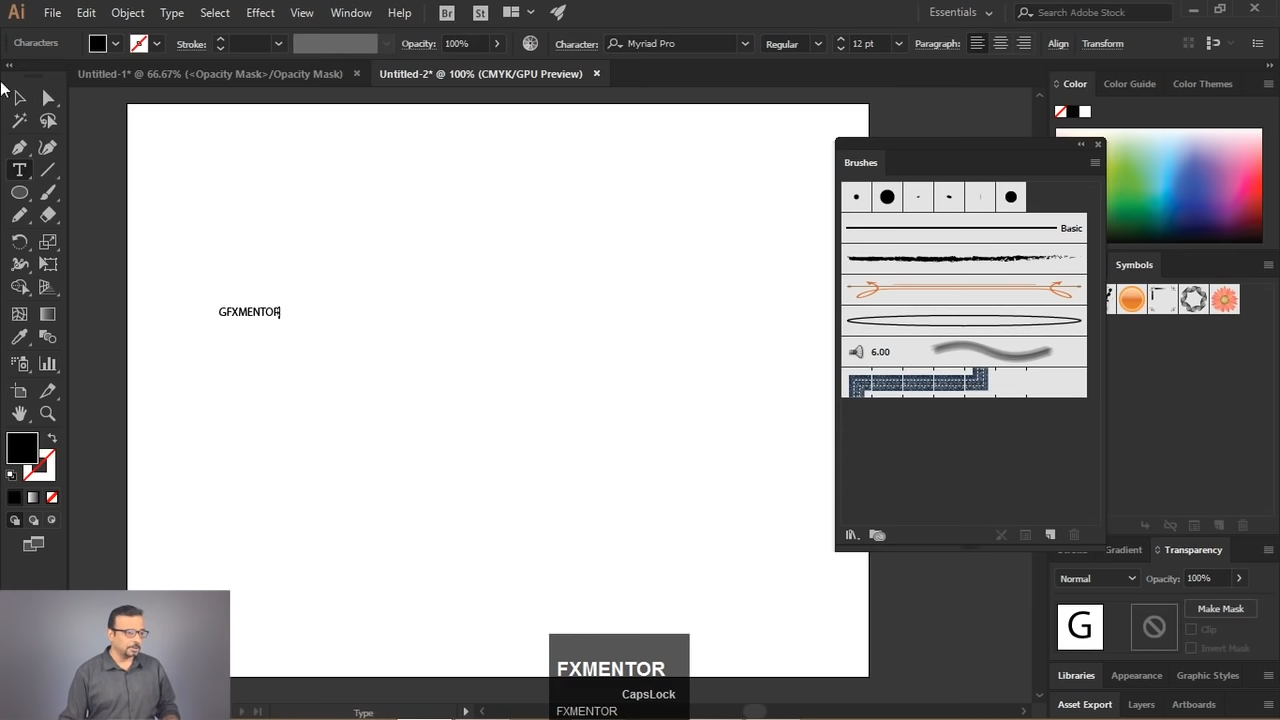 Ai File Edit Object Type Select Effect View Window Help Br St Essentials Search Adobe Stock
Characters Stroke: Opacity: 100% Character: Myriad Pro Regular 12 pt Paragraph: Align Transform
Untitled-1* @ 66.67% (<Opacity Mask>/Opacity Mask) × Untitled-2* @ 100% (CMYK/GPU Preview) ×
Color Color Guide Color Themes
Brushes
Basic
Symbols
GFXMENTOR
6.00
Gradient Transparency
Normal Opacity: 100%
Make Mask
G
Clip
Invert Mask
FXMENTOR
CapsLock
FXMENTOR
Libraries Appearance Graphic Styles
Asset Export Layers Artboards
Type